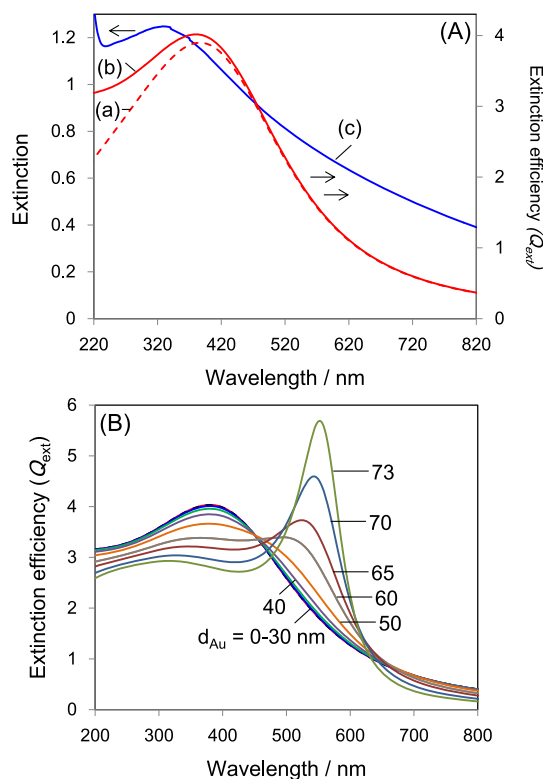 (A)
Extinction
1.2
1
0.8
0.6
0.4
0.2
0
4
3
2
1
0
Extinction efficiency (Qext)
(b)
(a)
(c)
220 320 420 520 620 720 820
Wavelength / nm
(B)
Extinction efficiency (Qext)
6
5
4
3
2
1
0
73
70
65
60
50
40
dAu = 0-30 nm
200 300 400 500 600 700 800
Wavelength / nm